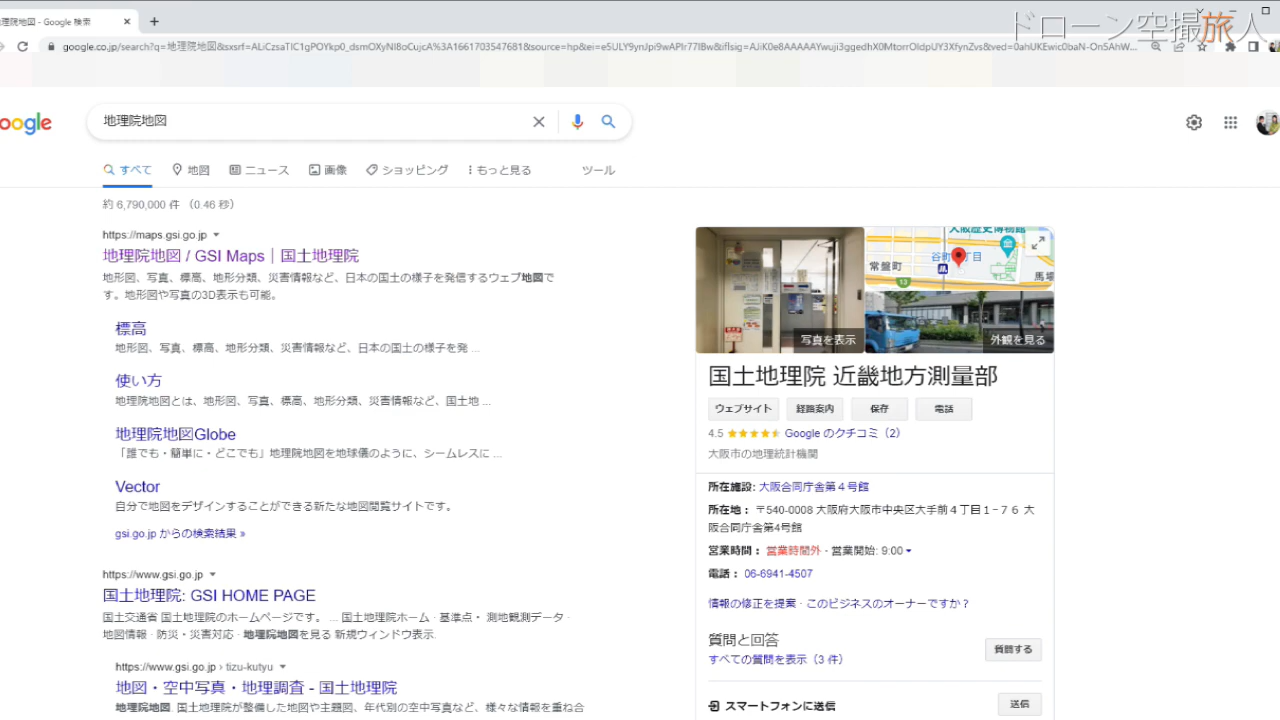 地理院地図 - Google 検索
ドローン空撮旅人
oogle
地理院地図
すべて
地図
ニュース
画像
ショッピング
もっと見る
ツール
約 6,790,000 件 (0.46 秒)
https://maps.gsi.go.jp
地理院地図 / GSI Maps|国土地理院
地形図、写真、標高、地形分類、災害情報など、日本の国土の様子を発信するウェブ地図で
す。地形図や写真の3D表示も可能。
標高
地形図、写真、標高、地形分類、災害情報など、日本の国土の様子を発 ...
使い方
地理院地図とは、地形図、写真、標高、地形分類、災害情報など、国土地 ...
地理院地図Globe
「誰でも・簡単に・どこでも」地理院地図を地球儀のように、シームレスに ...
Vector
自分で地図をデザインすることができる新たな地図閲覧サイトです。
gsi.go.jp からの検索結果 »
https://www.gsi.go.jp
国土地理院: GSI HOME PAGE
国土交通省 国土地理院のホームページです。 ... 国土地理院ホーム · 基準点・ 測地観測データ ·
地図情報 · 防災・災害対応 · 地理院地図を見る 新規ウィンドウ表示.
https://www.gsi.go.jp › tizu-kutyu
地図・空中写真・地理調査 - 国土地理院
地理院地図. 国土地理院が整備した地図や主題図、年代別の空中写真など、様々な情報を重ね合
写真を表示
大阪歴史博物館
谷町
丁目
常盤町
馬場
13
外観を見る
国土地理院 近畿地方測量部
ウェブサイト
経路案内
保存
電話
4.5
Google のクチコミ（2）
大阪市の地理統計機関
所在施設: 大阪合同庁舎第４号館
所在地： 〒540-0008 大阪府大阪市中央区大手前４丁目１−７６ 大
阪合同庁舎第4号館
営業時間： 営業時間外 · 営業開始: 9:00
電話： 06-6941-4507
情報の修正を提案 · このビジネスのオーナーですか？
質問と回答
すべての質問を表示（3 件）
質問する
スマートフォンに送信
送信